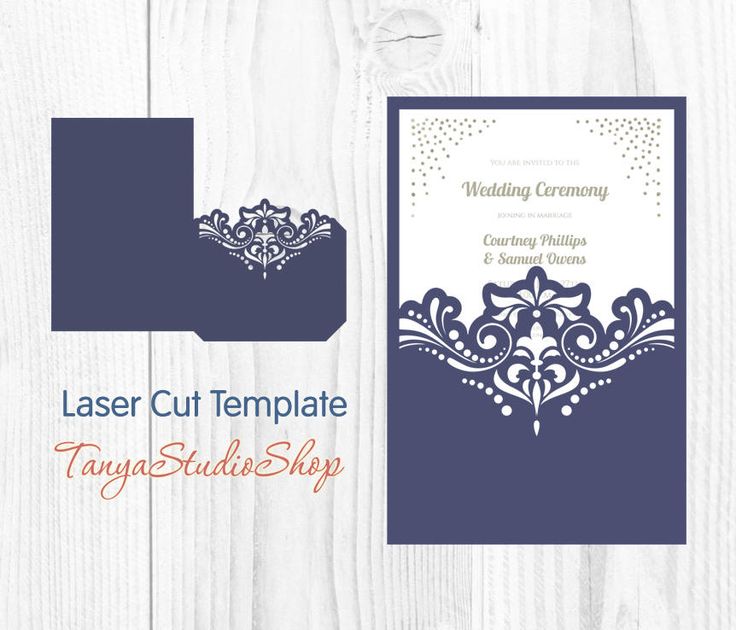 YOU ARE INVITED TO THE
Wedding Ceremony
JOINING IN MARRIAGE
Courtney Phillips
& Samuel Owens
Laser Cut Template
TanyaStudioShop